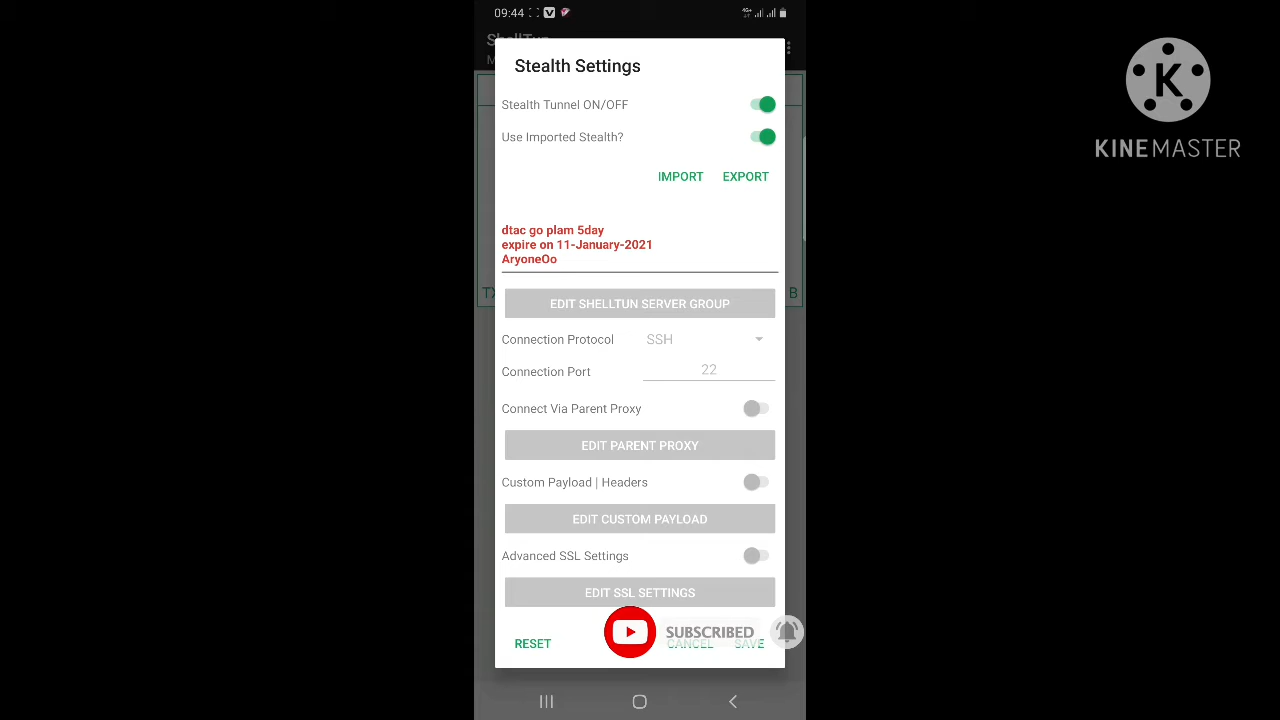 09:44
4G+
ShellTun
KINEMASTER
Stealth Settings
Stealth Tunnel ON/OFF
Use Imported Stealth?
IMPORT EXPORT
dtac go plam 5day
expire on 11-January-2021
AryoneOo
TX
B
EDIT SHELLTUN SERVER GROUP
Connection Protocol SSH
Connection Port 22
Connect Via Parent Proxy
EDIT PARENT PROXY
Custom Payload | Headers
EDIT CUSTOM PAYLOAD
Advanced SSL Settings
EDIT SSL SETTINGS
SUBSCRIBED
RESET CANCEL SAVE